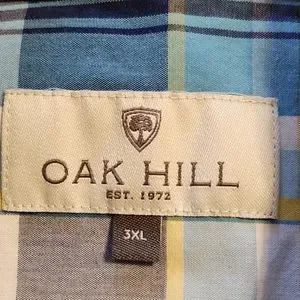 OAK HILL
EST. 1972
3XL